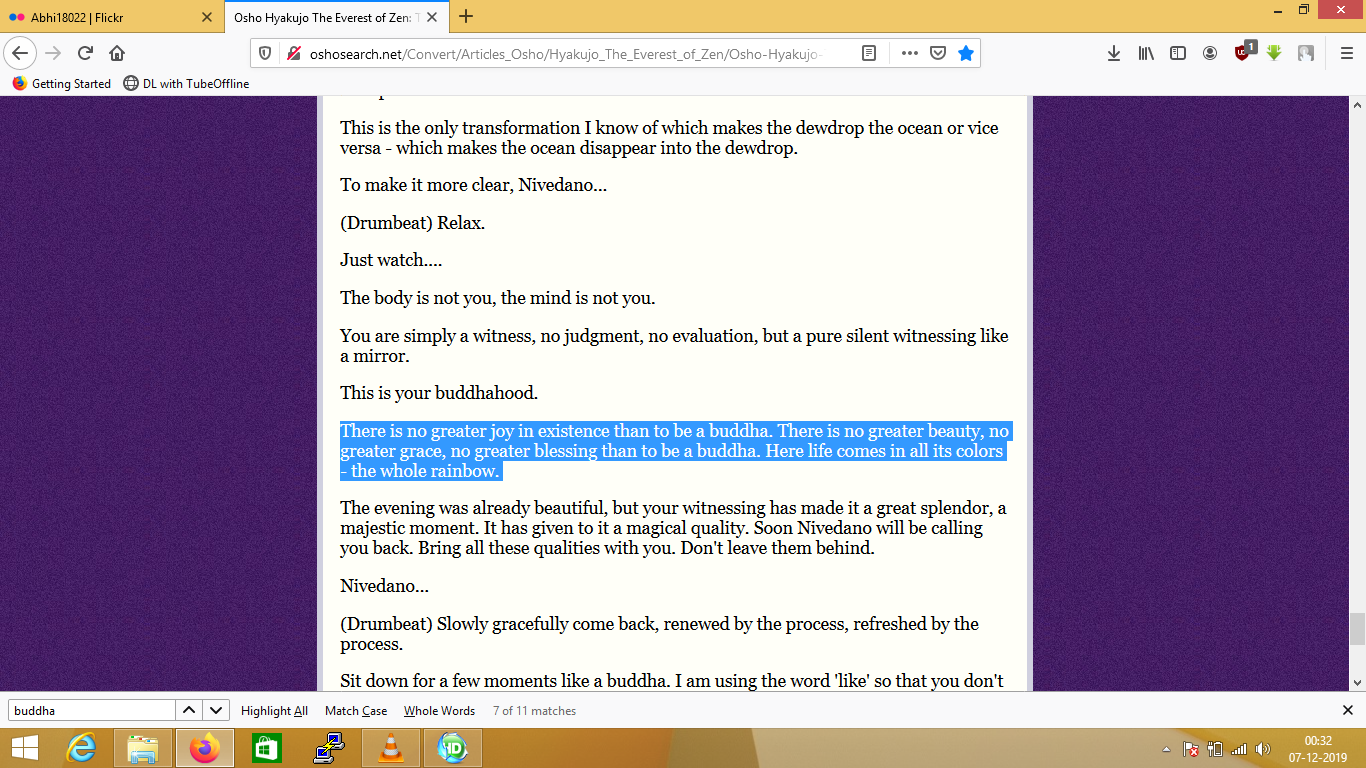 Abhi18022 | Flickr
Osho Hyakujo The Everest of Zen: T
oshosearch.net/Convert/Articles_Osho/Hyakujo_The_Everest_of_Zen/Osho-Hyakujo-
1
Getting Started
DL with TubeOffline
This is the only transformation I know of which makes the dewdrop the ocean or vice
versa - which makes the ocean disappear into the dewdrop.
To make it more clear, Nivedano...
(Drumbeat) Relax.
Just watch....
The body is not you, the mind is not you.
You are simply a witness, no judgment, no evaluation, but a pure silent witnessing like
a mirror.
This is your buddhahood.
There is no greater joy in existence than to be a buddha. There is no greater beauty, no
greater grace, no greater blessing than to be a buddha. Here life comes in all its colors
- the whole rainbow.
The evening was already beautiful, but your witnessing has made it a great splendor, a
majestic moment. It has given to it a magical quality. Soon Nivedano will be calling
you back. Bring all these qualities with you. Don't leave them behind.
Nivedano...
(Drumbeat) Slowly gracefully come back, renewed by the process, refreshed by the
process.
Sit down for a few moments like a buddha. I am using the word 'like' so that you don't
buddha
Highlight All
Match Case
Whole Words
7 of 11 matches
HD
00:32
07-12-2019